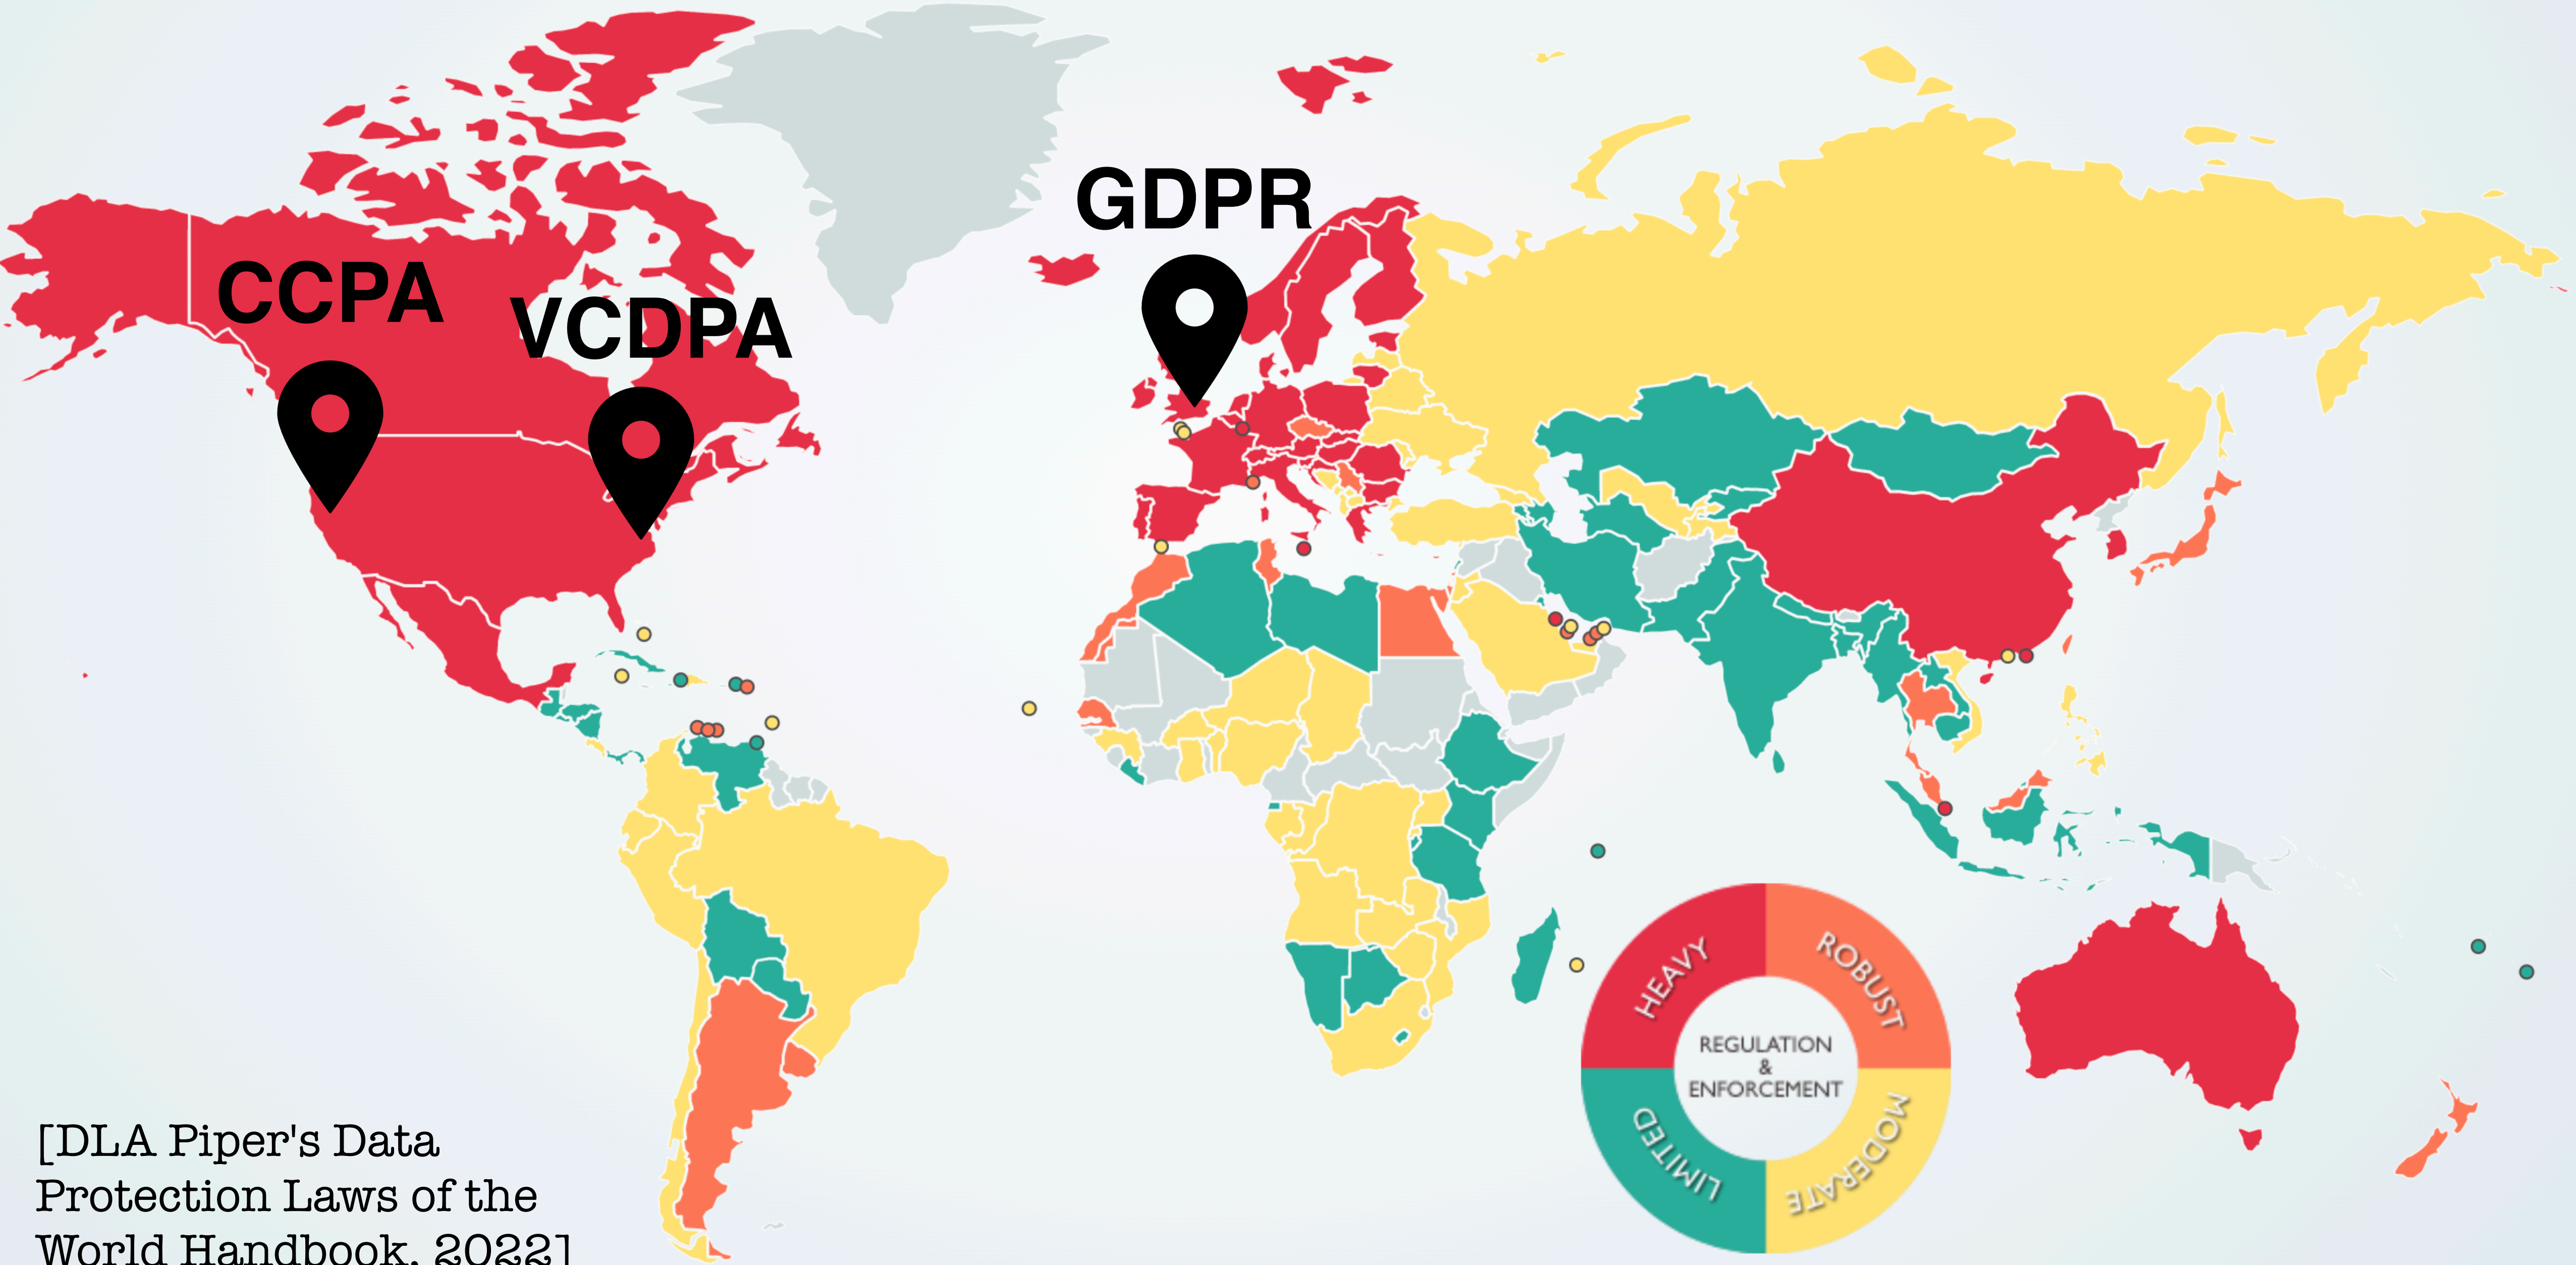 GDPR
CCPA
VCDPA
HEAVY
ROBUST
REGULATION
&
ENFORCEMENT
LIMITED
MODERATE
[DLA Piper's Data
Protection Laws of the
World Handbook, 2022]